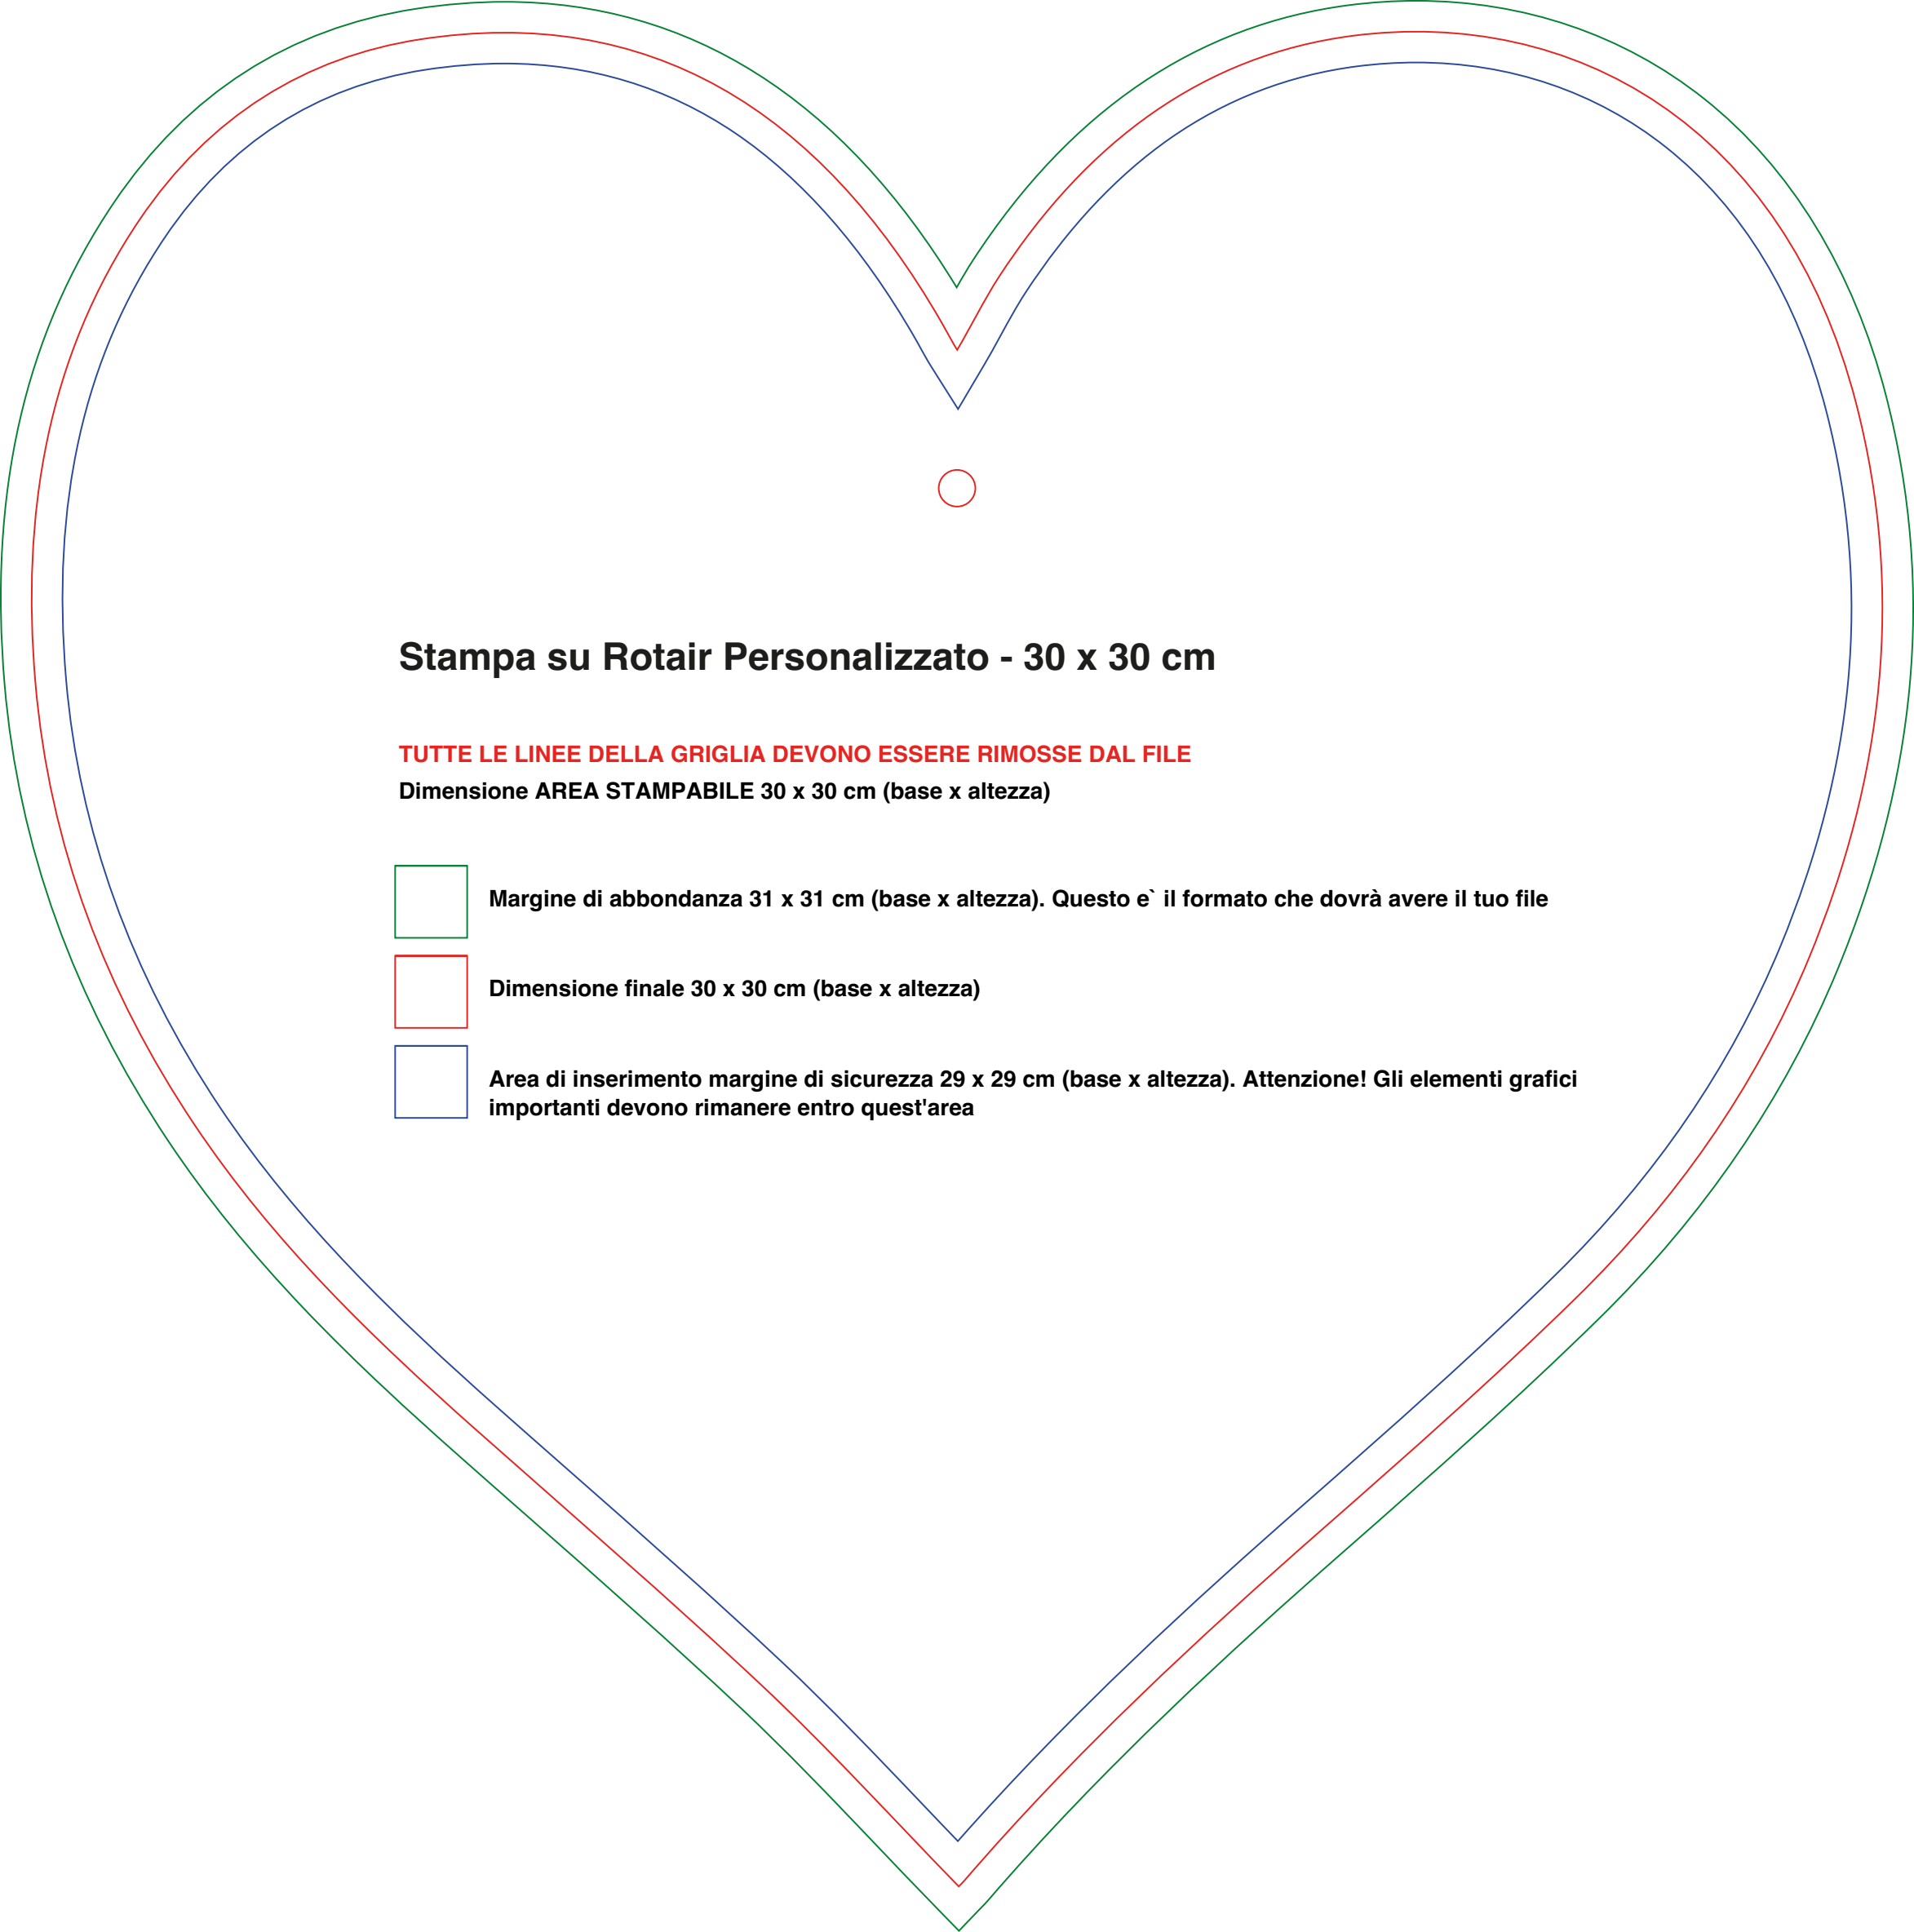 Stampa su Rotair Personalizzato - 30 x 30 cm
TUTTE LE LINEE DELLA GRIGLIA DEVONO ESSERE RIMOSSE DAL FILE
Dimensione AREA STAMPABILE 30 x 30 cm (base x altezza)
Margine di abbondanza 31 x 31 cm (base x altezza). Questo e` il formato che dovrà avere il tuo file
Dimensione finale 30 x 30 cm (base x altezza)
Area di inserimento margine di sicurezza 29 x 29 cm (base x altezza). Attenzione! Gli elementi grafici
importanti devono rimanere entro quest'area